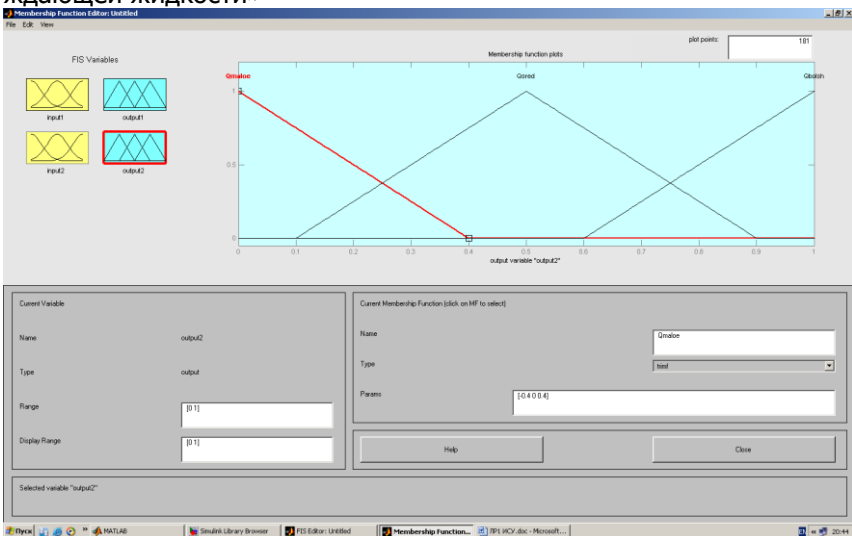 ждающей жидкости»
Membership Function Editor: Untitled
File Edit View
FIS Variables
input1
output1
input2
output2
plot points:
181
Membership function plots
Qmaloe
Qsred
Qbolsh
1
0.5
0
0 0.1 0.2 0.3 0.4 0.5 0.6 0.7 0.8 0.9 1
output variable "output2"
Current Variable
Name output2
Type output
Range [0 1]
Display Range [0 1]
Current Membership Function (click on MF to select)
Name Qmaloe
Type trimf
Params [-0.4 0 0.4]
Help Close
Selected variable "output2"
Пуск » MATLAB Simulink Library Browser FIS Editor: Untitled Membership Function... ЛР1 ИСУ.doc - Microsoft... « 20:44